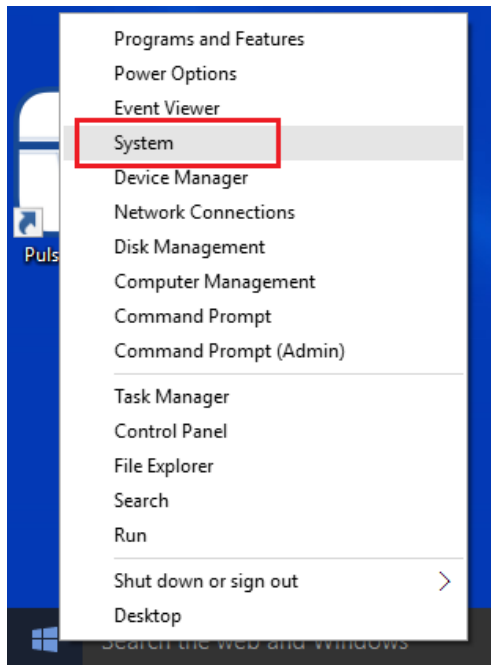 Programs and Features
Power Options
Event Viewer
System
Device Manager
Network Connections
Puls
Disk Management
Computer Management
Command Prompt
Command Prompt (Admin)
Task Manager
Control Panel
File Explorer
Search
Run
Shut down or sign out
Desktop
Search the web and Windows